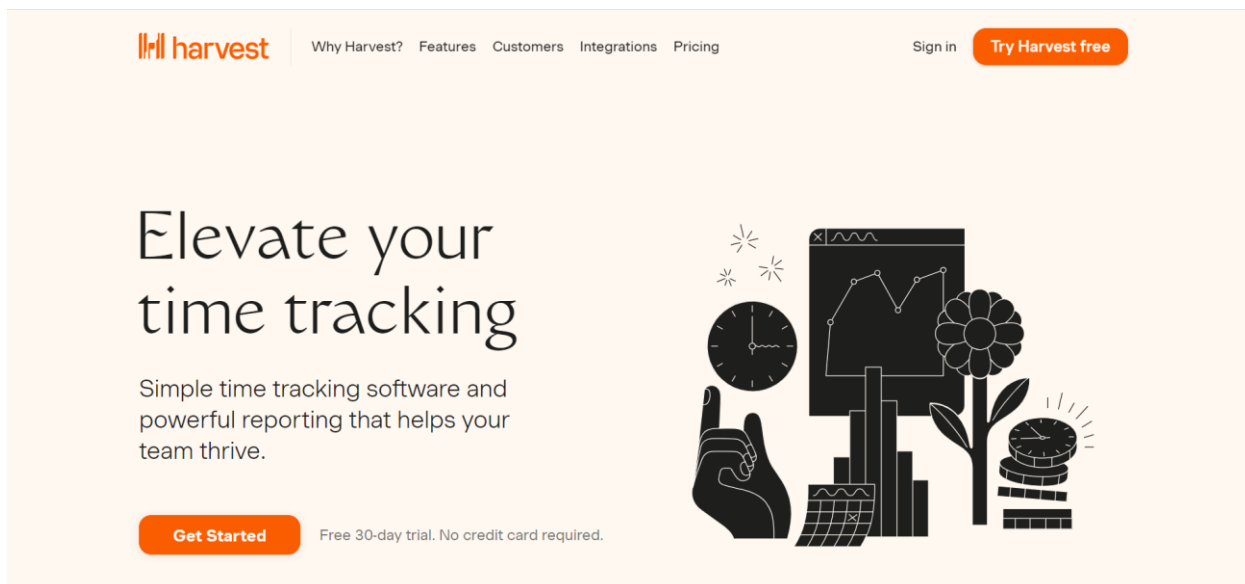 harvest
Why Harvest? Features Customers Integrations Pricing
Sign in
Try Harvest free
Elevate your
time tracking
Simple time tracking software and
powerful reporting that helps your
team thrive.
Get Started
Free 30-day trial. No credit card required.